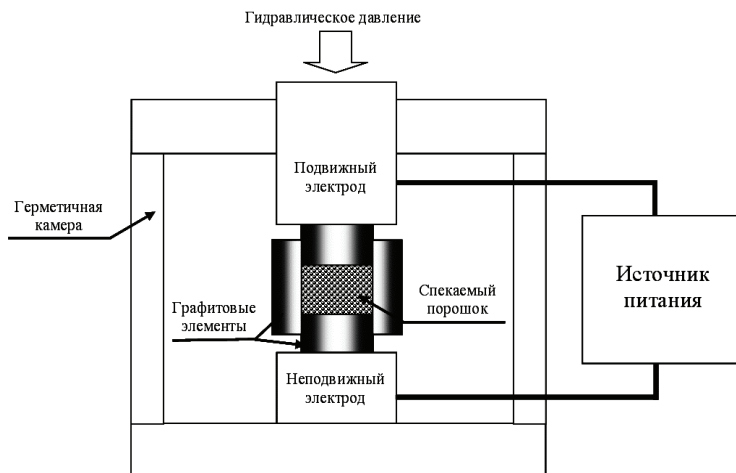 Гидравлическое давление
Подвижный
электрод
Герметичная
камера
Источник
питания
Спекаемый
порошок
Графитовые
элементы
Неподвижный
электрод